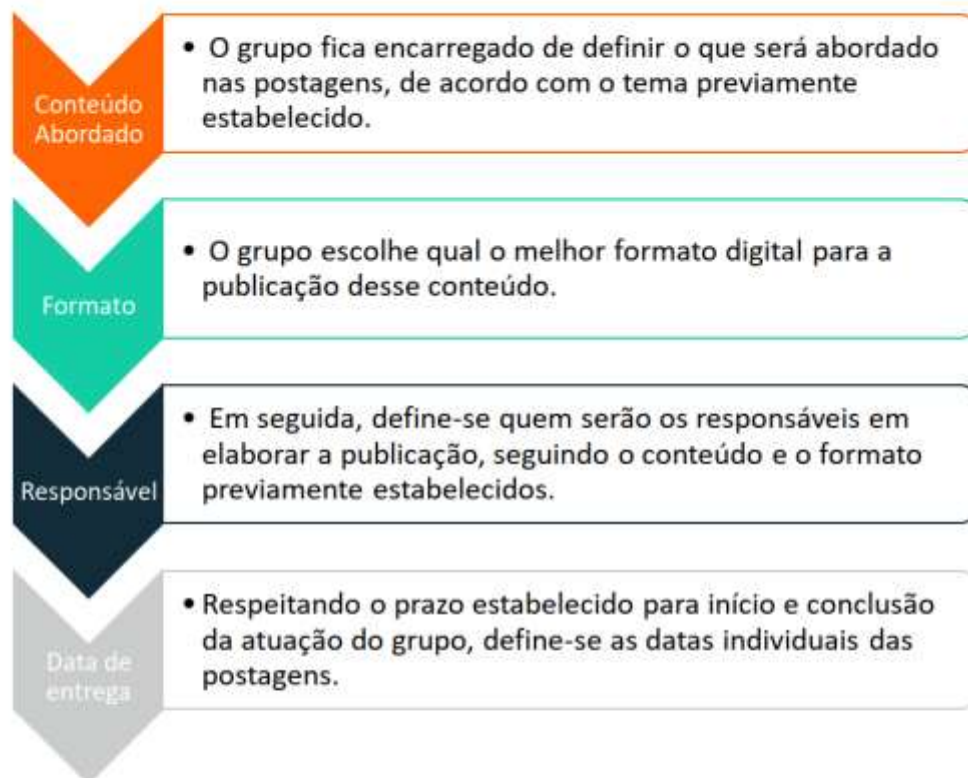 Conteúdo
Abordado
• O grupo fica encarregado de definir o que será abordado
nas postagens, de acordo com o tema previamente
estabelecido.
Formato
• O grupo escolhe qual o melhor formato digital para a
publicação desse conteúdo.
Responsável
• Em seguida, define-se quem serão os responsáveis em
elaborar a publicação, seguindo o conteúdo e o formato
previamente estabelecidos.
Data de
entrega
• Respeitando o prazo estabelecido para início e conclusão
da atuação do grupo, define-se as datas individuais das
postagens.